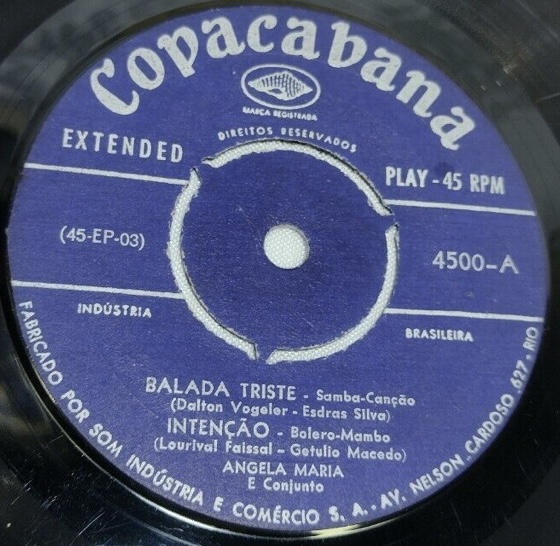 Copacabana
MARCA REGISTRADA
DIREITOS RESERVADOS
EXTENDED PLAY - 45 RPM
(45-EP-03) 4500-A
INDÚSTRIA BRASILEIRA
BALADA TRISTE - Samba-Canção
(Dalton Vogeler - Esdras Silva)
INTENÇÃO - Bolero-Mambo
(Lourival Faissal - Getulio Macedo)
ANGELA MARIA
E Conjunto
FABRICADO POR SOM INDÚSTRIA E COMÉRCIO S. A. - AV. NELSON CARDOSO 627 - RIO